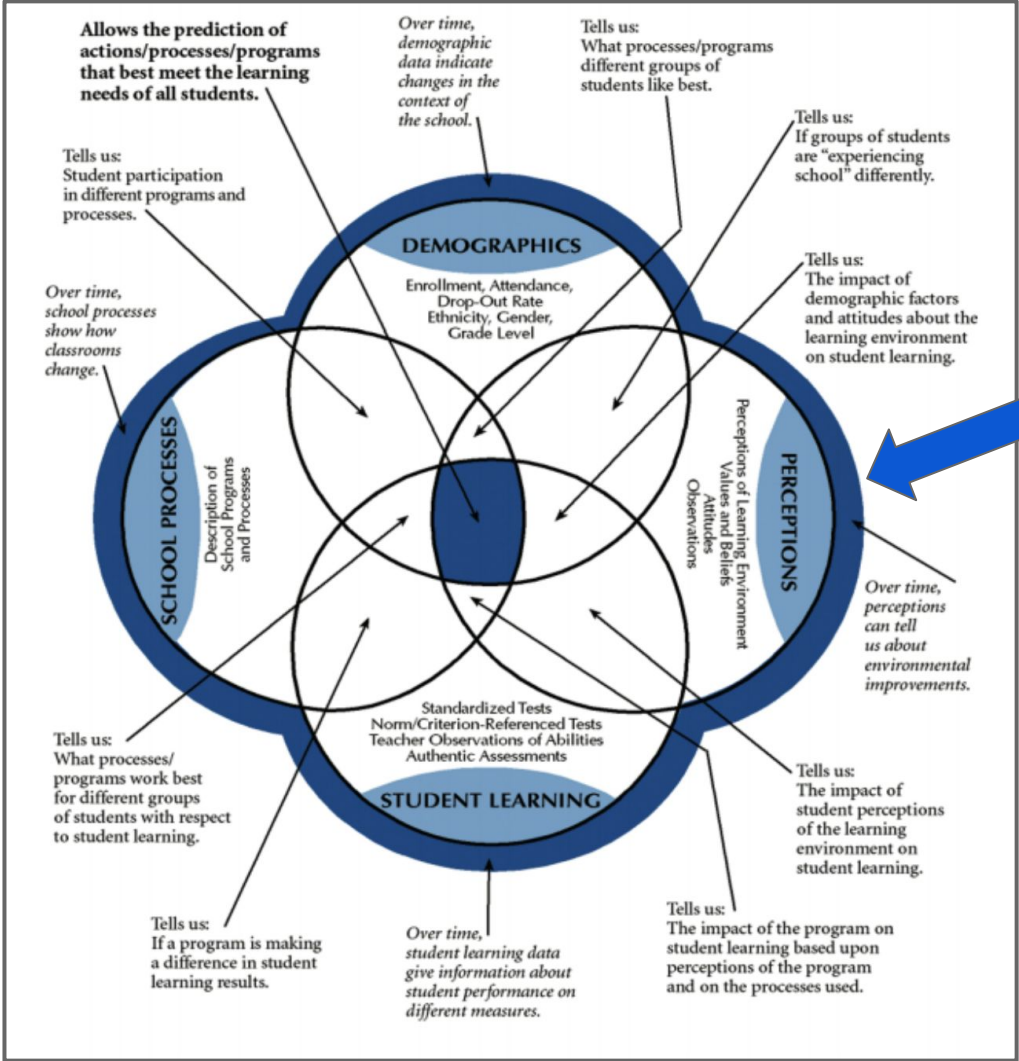 Allows the prediction of
actions/processes/programs
that best meet the learning
needs of all students.
Over time,
demographic
data indicate
changes in the
context of
the school.
Tells us:
What processes/programs
different groups of
students like best.
Tells us:
If groups of students
are “experiencing
school” differently.
Tells us:
Student participation
in different programs and
processes.
Tells us:
The impact of
demographic factors
and attitudes about the
learning environment
on student learning.
Over time,
school processes
show how
classrooms
change.
DEMOGRAPHICS
Enrollment, Attendance,
Drop-Out Rate
Ethnicity, Gender,
Grade Level
SCHOOL PROCESSES
Description of
School Programs
and Processes
PERCEPTIONS
Perceptions of Learning Environment
Values and Beliefs
Attitudes
Observations
Over time,
perceptions
can tell
us about
environmental
improvements.
Standardized Tests
Norm/Criterion-Referenced Tests
Teacher Observations of Abilities
Authentic Assessments
STUDENT LEARNING
Tells us:
What processes/
programs work best
for different groups
of students with respect
to student learning.
Tells us:
The impact of
student perceptions
of the learning
environment on
student learning.
Tells us:
If a program is making
a difference in student
learning results.
Over time,
student learning data
give information about
student performance on
different measures.
Tells us:
The impact of the program on
student learning based upon
perceptions of the program
and on the processes used.